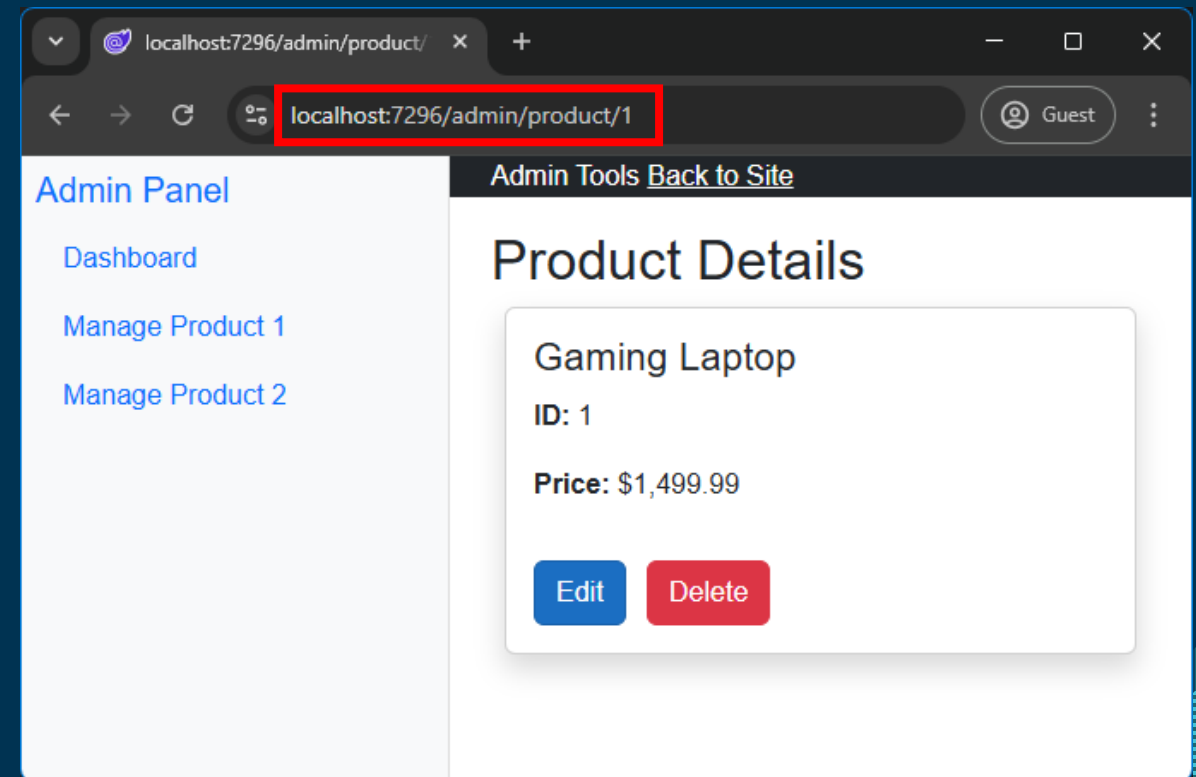 localhost:7296/admin/product/
localhost:7296/admin/product/1
Guest
Admin Panel
Dashboard
Manage Product 1
Manage Product 2
Admin Tools Back to Site
Product Details
Gaming Laptop
ID: 1
Price: $1,499.99
Edit Delete